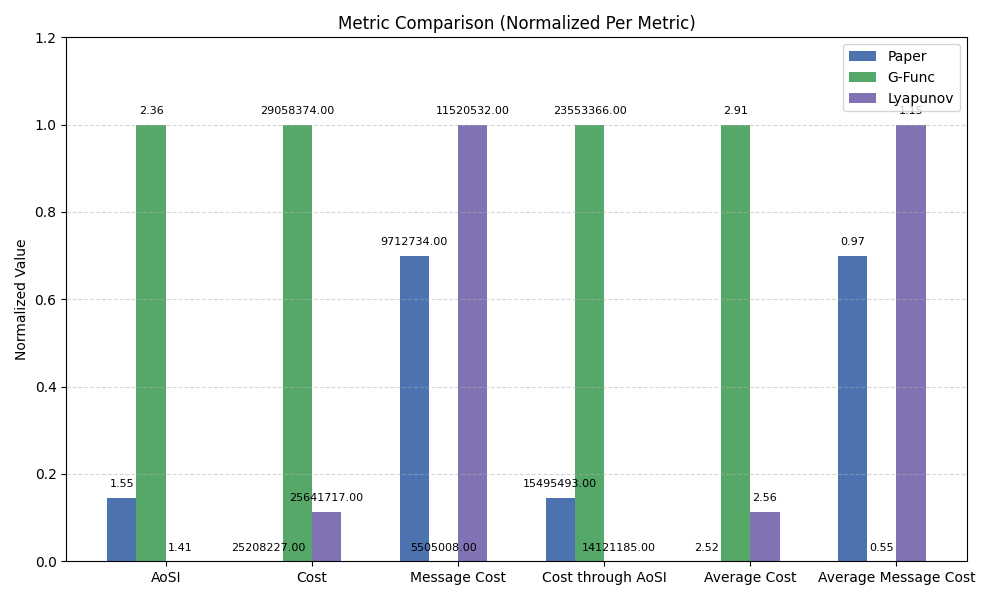 Metric Comparison (Normalized Per Metric)
Normalized Value
1.2
1.0
0.8
0.6
0.4
0.2
0.0
Paper
G-Func
Lyapunov
1.55
2.36
1.41
25208227.00
29058374.00
25641717.00
9712734.00
5505008.00
11520532.00
15495493.00
23553366.00
14121185.00
2.52
2.91
2.56
0.97
0.55
1.15
AoSI
Cost
Message Cost
Cost through AoSI
Average Cost
Average Message Cost